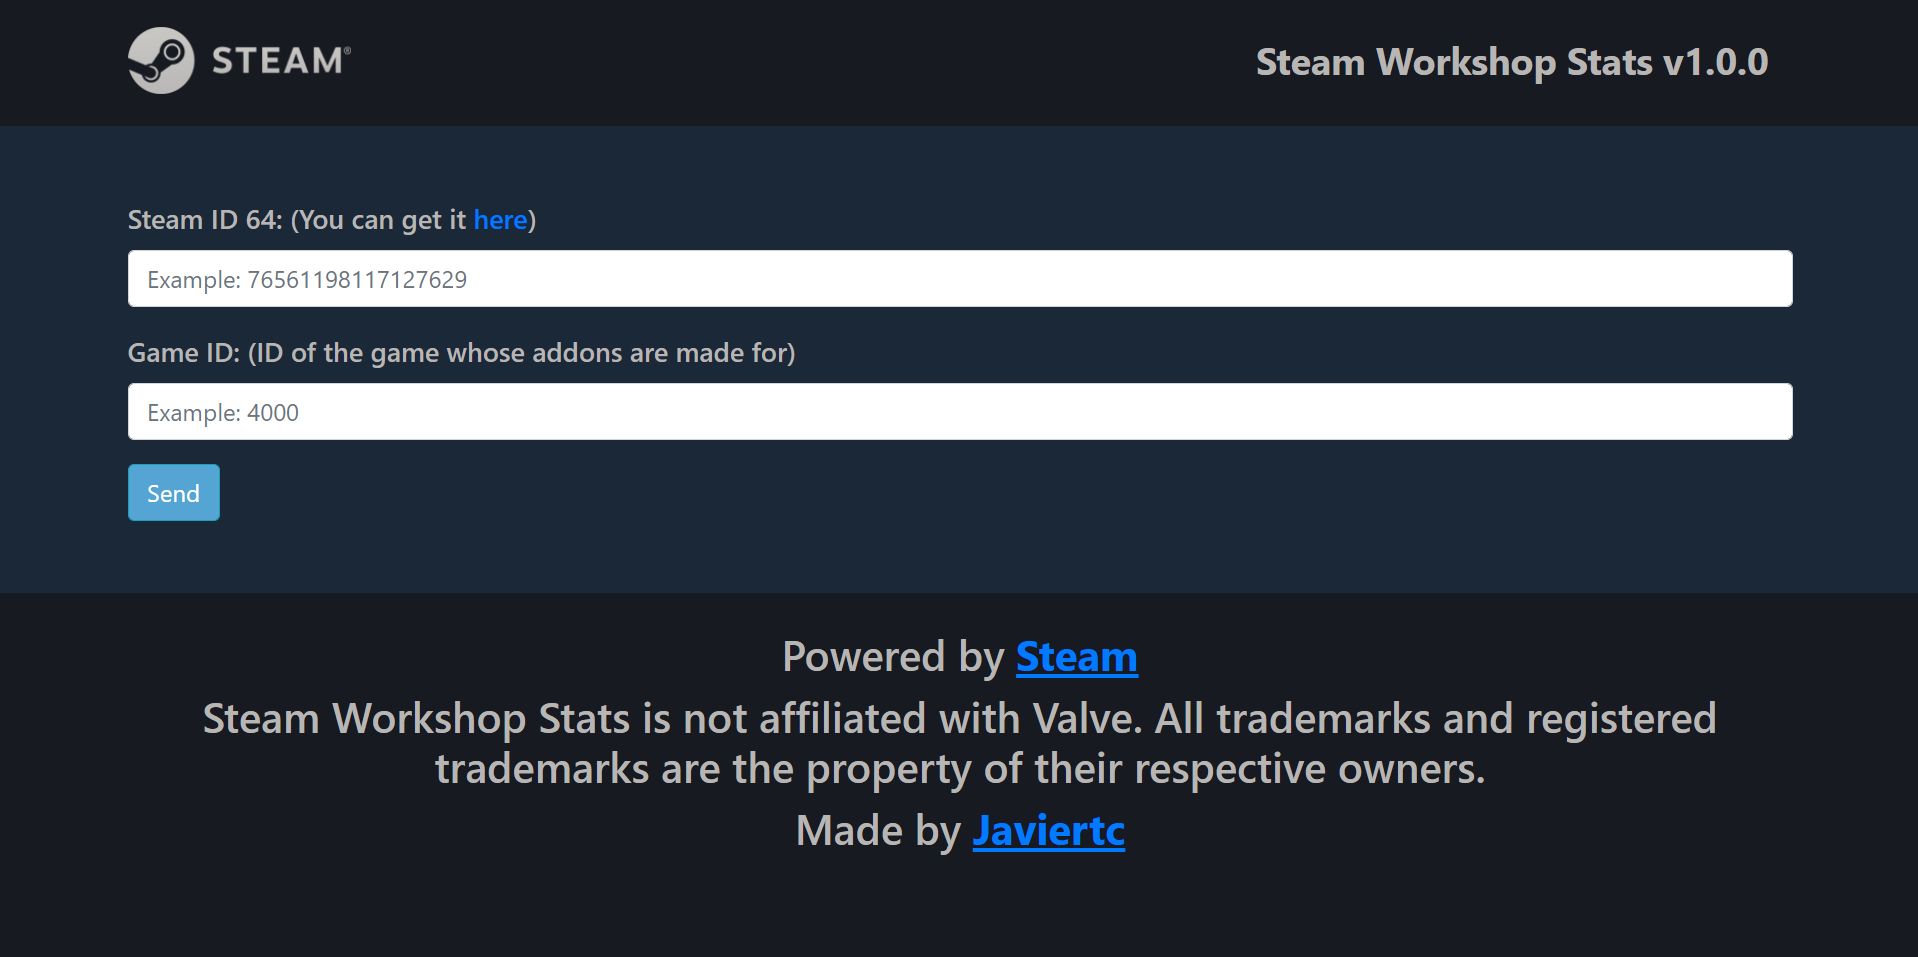 STEAM®
Steam Workshop Stats v1.0.0
Steam ID 64: (You can get it here)
Example: 76561198117127629
Game ID: (ID of the game whose addons are made for)
Example: 4000
Send
Powered by Steam
Steam Workshop Stats is not affiliated with Valve. All trademarks and registered
trademarks are the property of their respective owners.
Made by Javiertc